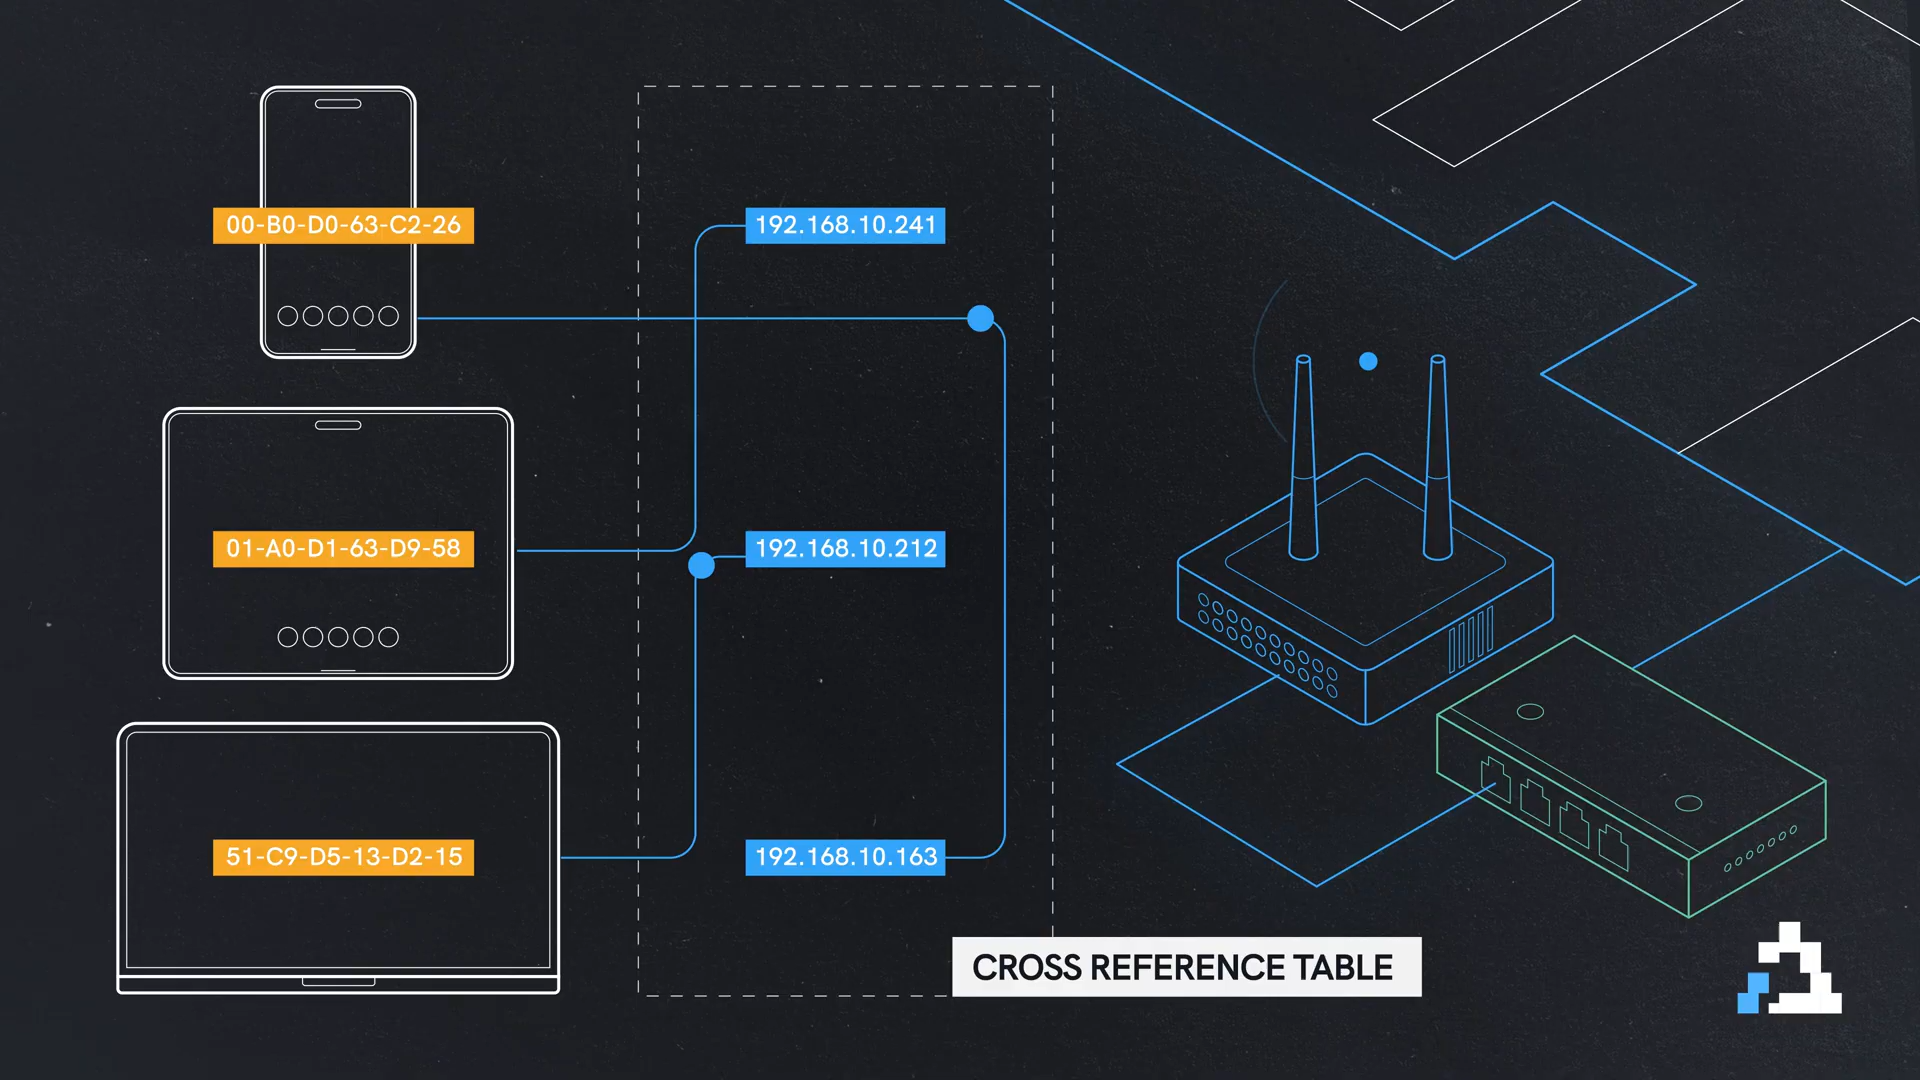 00-B0-D0-63-C2-26
192.168.10.241
01-A0-D1-63-D9-58
192.168.10.212
51-C9-D5-13-D2-15
192.168.10.163
CROSS REFERENCE TABLE